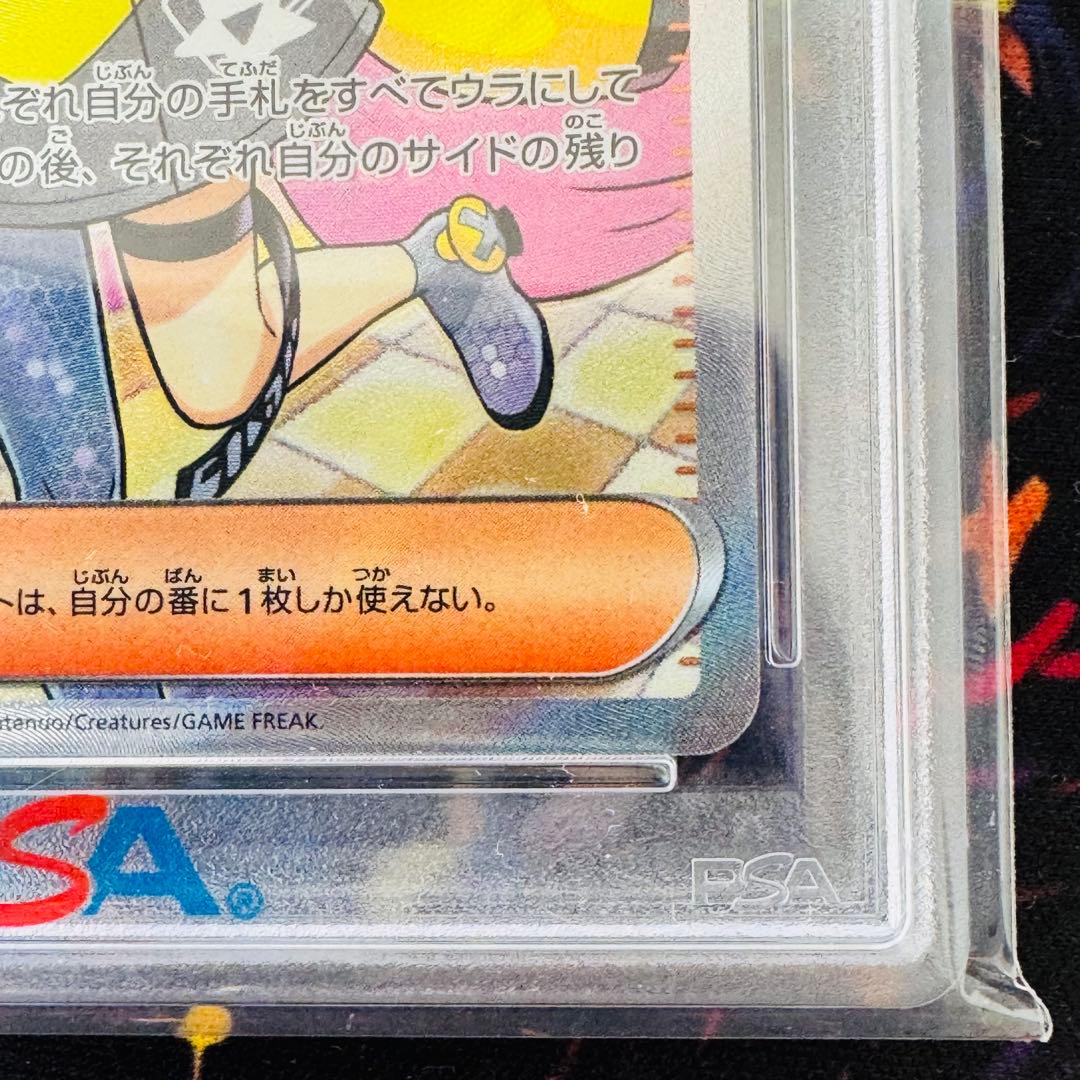 ぞれ自分の手札をすべてウラにして
の後、それぞれ自分のサイドの残り
トは、自分の番に1枚しか使えない。
/Creatures/GAME FREAK.
SA®
PSA